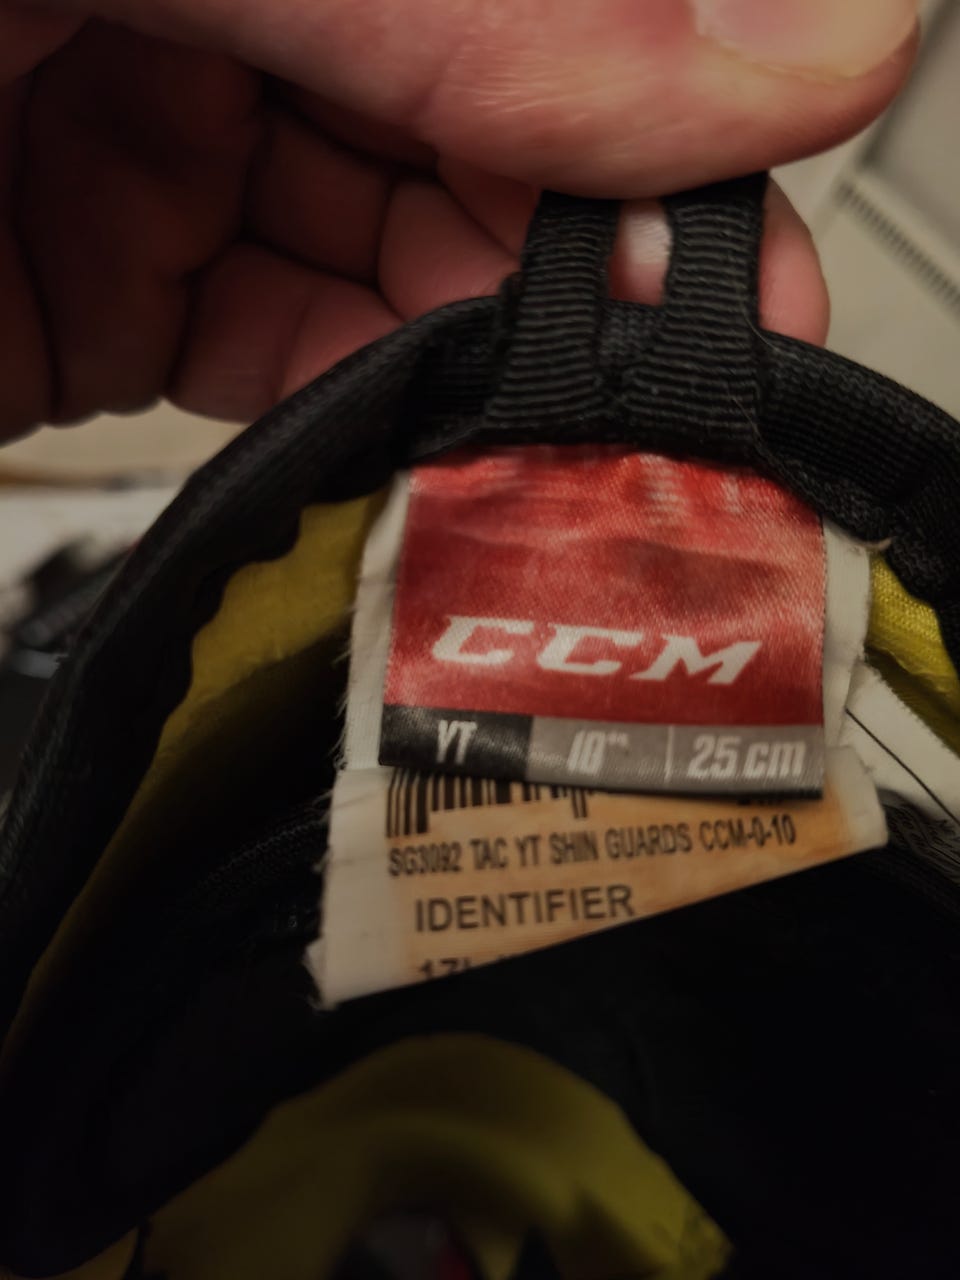 CCM
YT 10" 25 cm
SG3092 TAC YT SHIN GUARDS CCM-0-10
IDENTIFIER